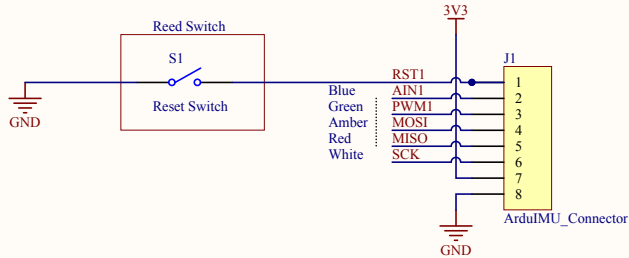 3V3
Reed Switch
J1
S1
RST1
1
Blue
AIN1
2
GND
Reset Switch
Green
PWM1
3
Amber
MOSI
4
Red
MISO
5
White
SCK
6
7
8
ArduIMU_Connector
GND